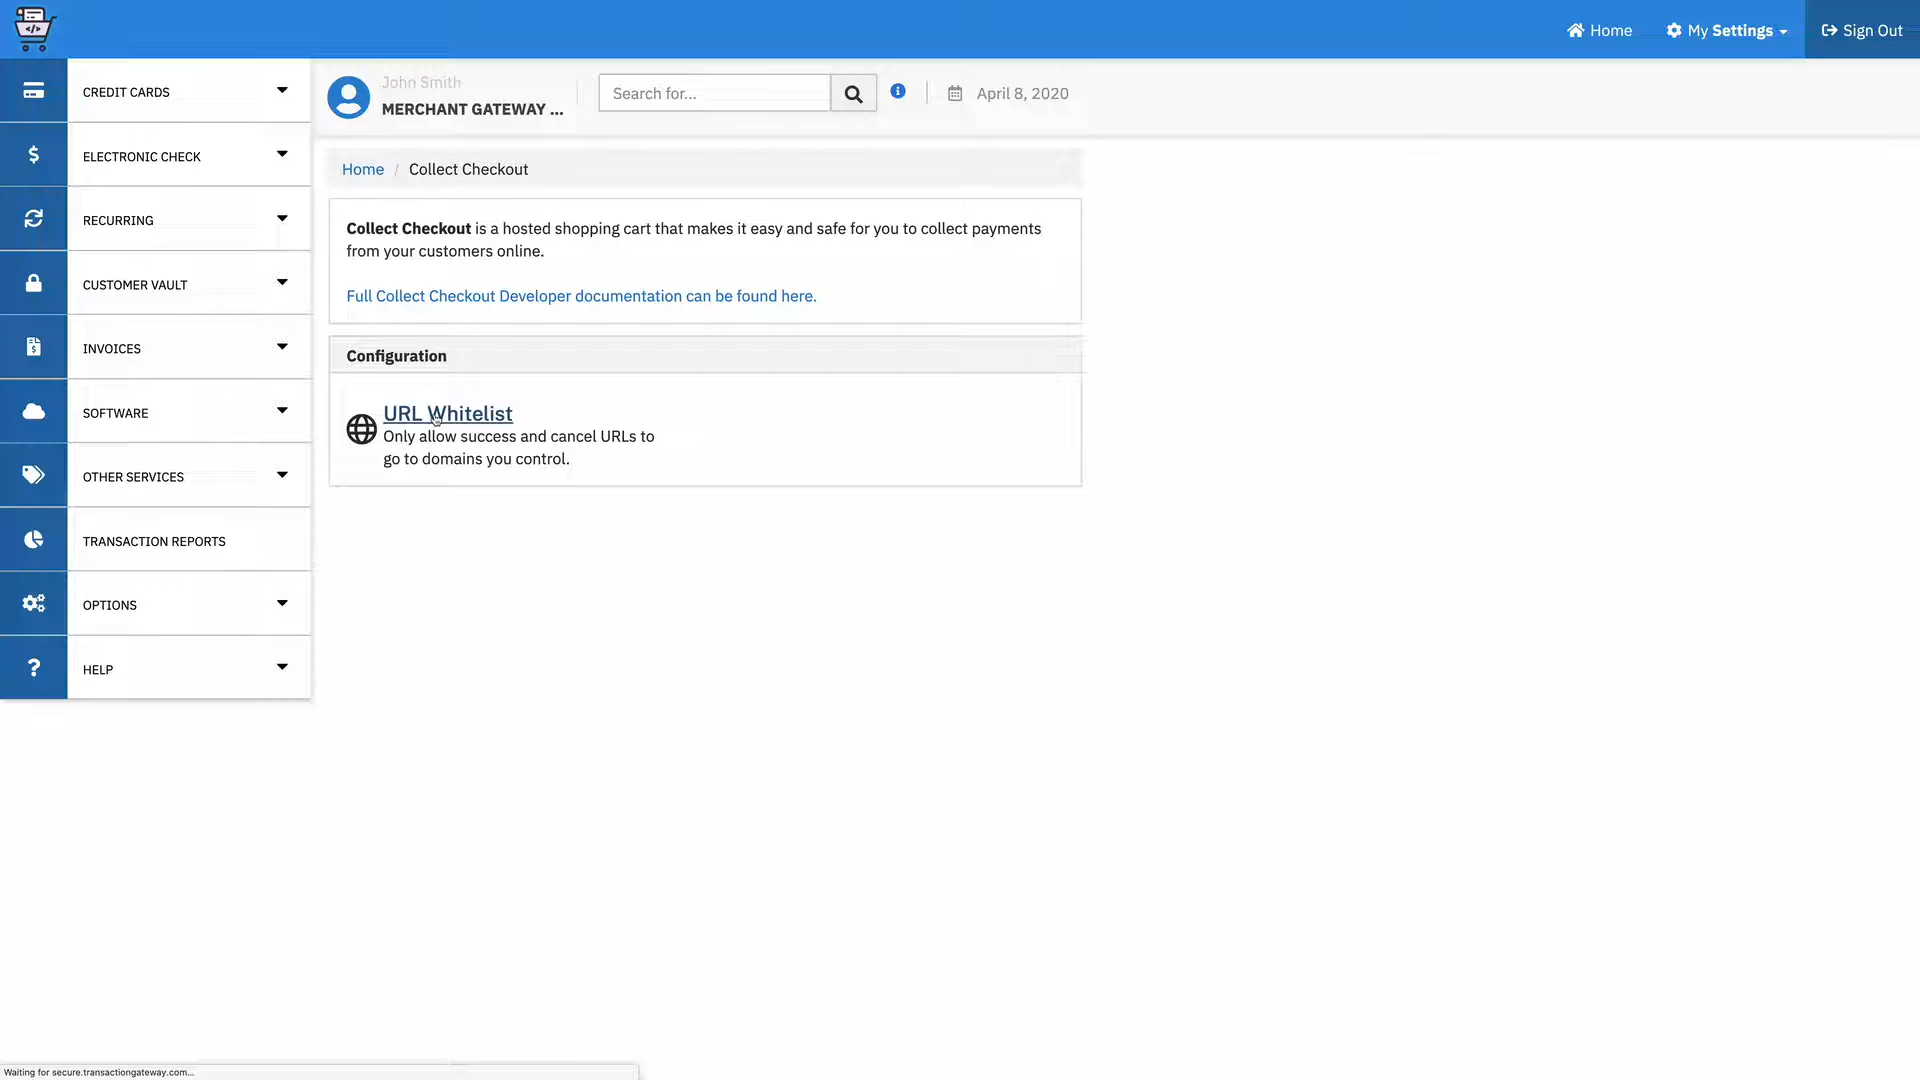 Home
My Settings
Sign Out
CREDIT CARDS
ELECTRONIC CHECK
RECURRING
CUSTOMER VAULT
INVOICES
SOFTWARE
OTHER SERVICES
TRANSACTION REPORTS
OPTIONS
HELP
John Smith
MERCHANT GATEWAY ...
Search for...
April 8, 2020
Home / Collect Checkout
Collect Checkout is a hosted shopping cart that makes it easy and safe for you to collect payments
from your customers online.
Full Collect Checkout Developer documentation can be found here.
Configuration
URL Whitelist
Only allow success and cancel URLs to
go to domains you control.
Waiting for secure.transactiongateway.com...